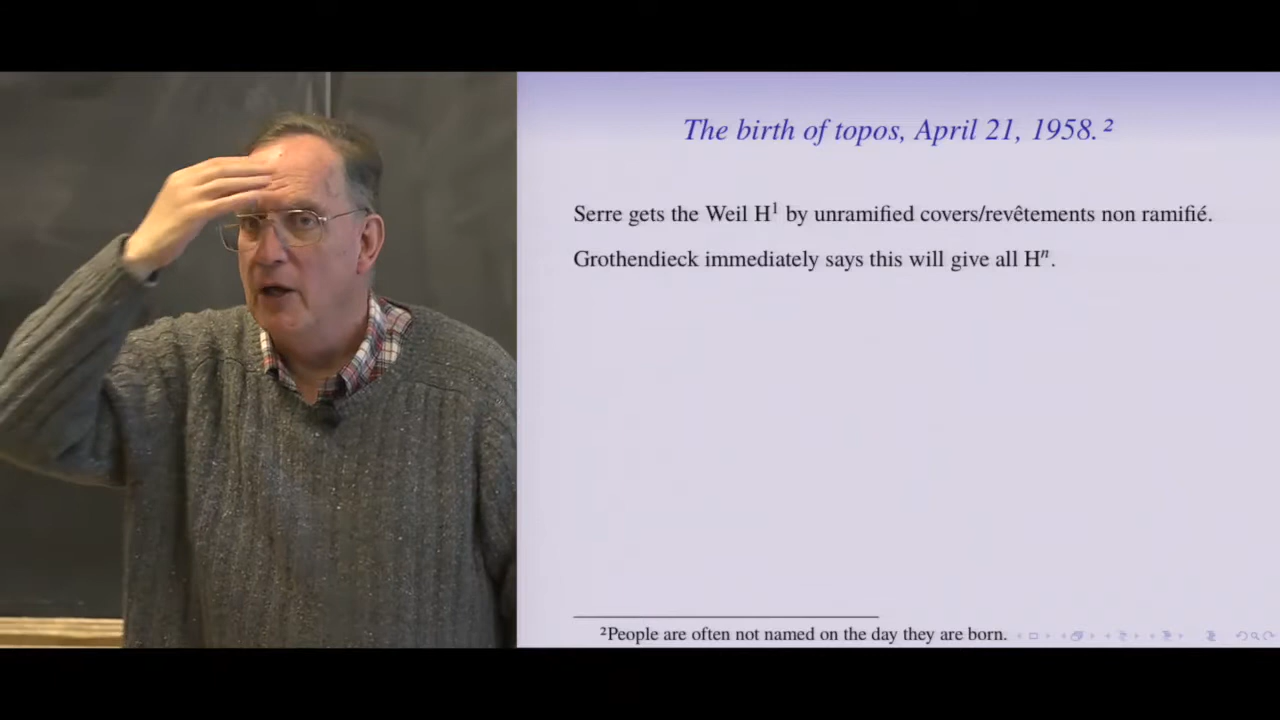 The birth of topos, April 21, 1958.²
Serre gets the Weil H¹ by unramified covers/revêtements non ramifié.
Grothendieck immediately says this will give all Hⁿ.
²People are often not named on the day they are born.